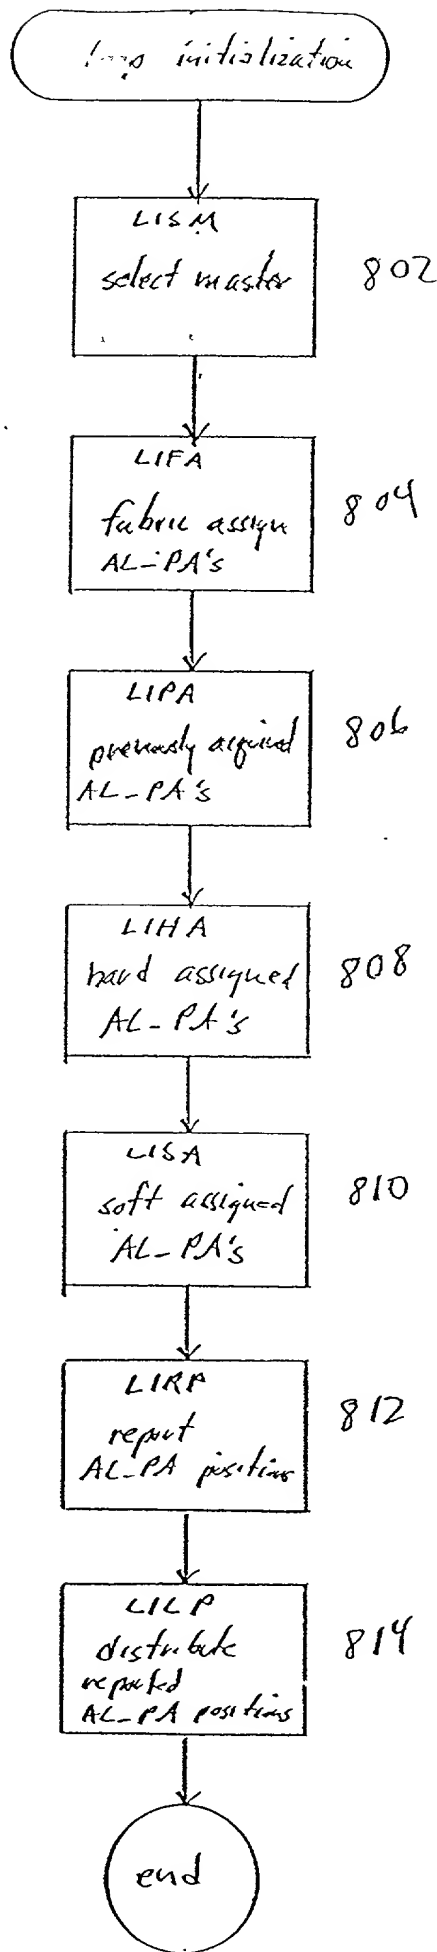 loop initialization
LISM
select master
802
LIFA
fabric assign
AL_PA's
804
LIPA
previously acquired
AL_PA's
806
LIHA
hard assigned
AL_PA's
808
LISA
soft assigned
AL_PA's
810
LIRP
report
AL_PA positions
812
LILP
distribute
reported
AL_PA positions
814
end